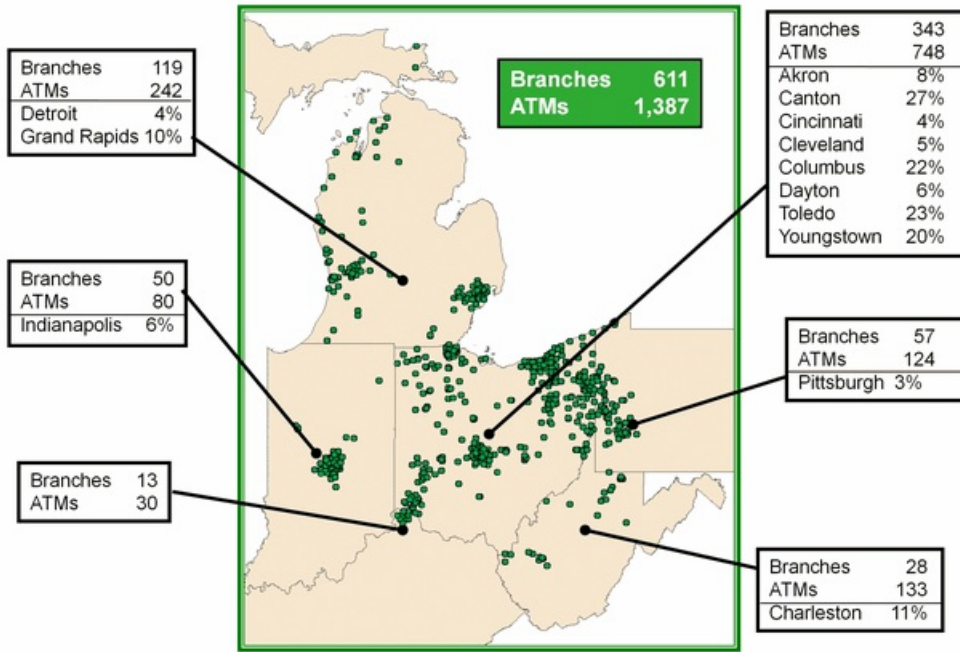 Branches 611
ATMs 1,387
Branches 119
ATMs 242
Detroit 4%
Grand Rapids 10%
Branches 50
ATMs 80
Indianapolis 6%
Branches 13
ATMs 30
Branches 343
ATMs 748
Akron 8%
Canton 27%
Cincinnati 4%
Cleveland 5%
Columbus 22%
Dayton 6%
Toledo 23%
Youngstown 20%
Branches 57
ATMs 124
Pittsburgh 3%
Branches 28
ATMs 133
Charleston 11%